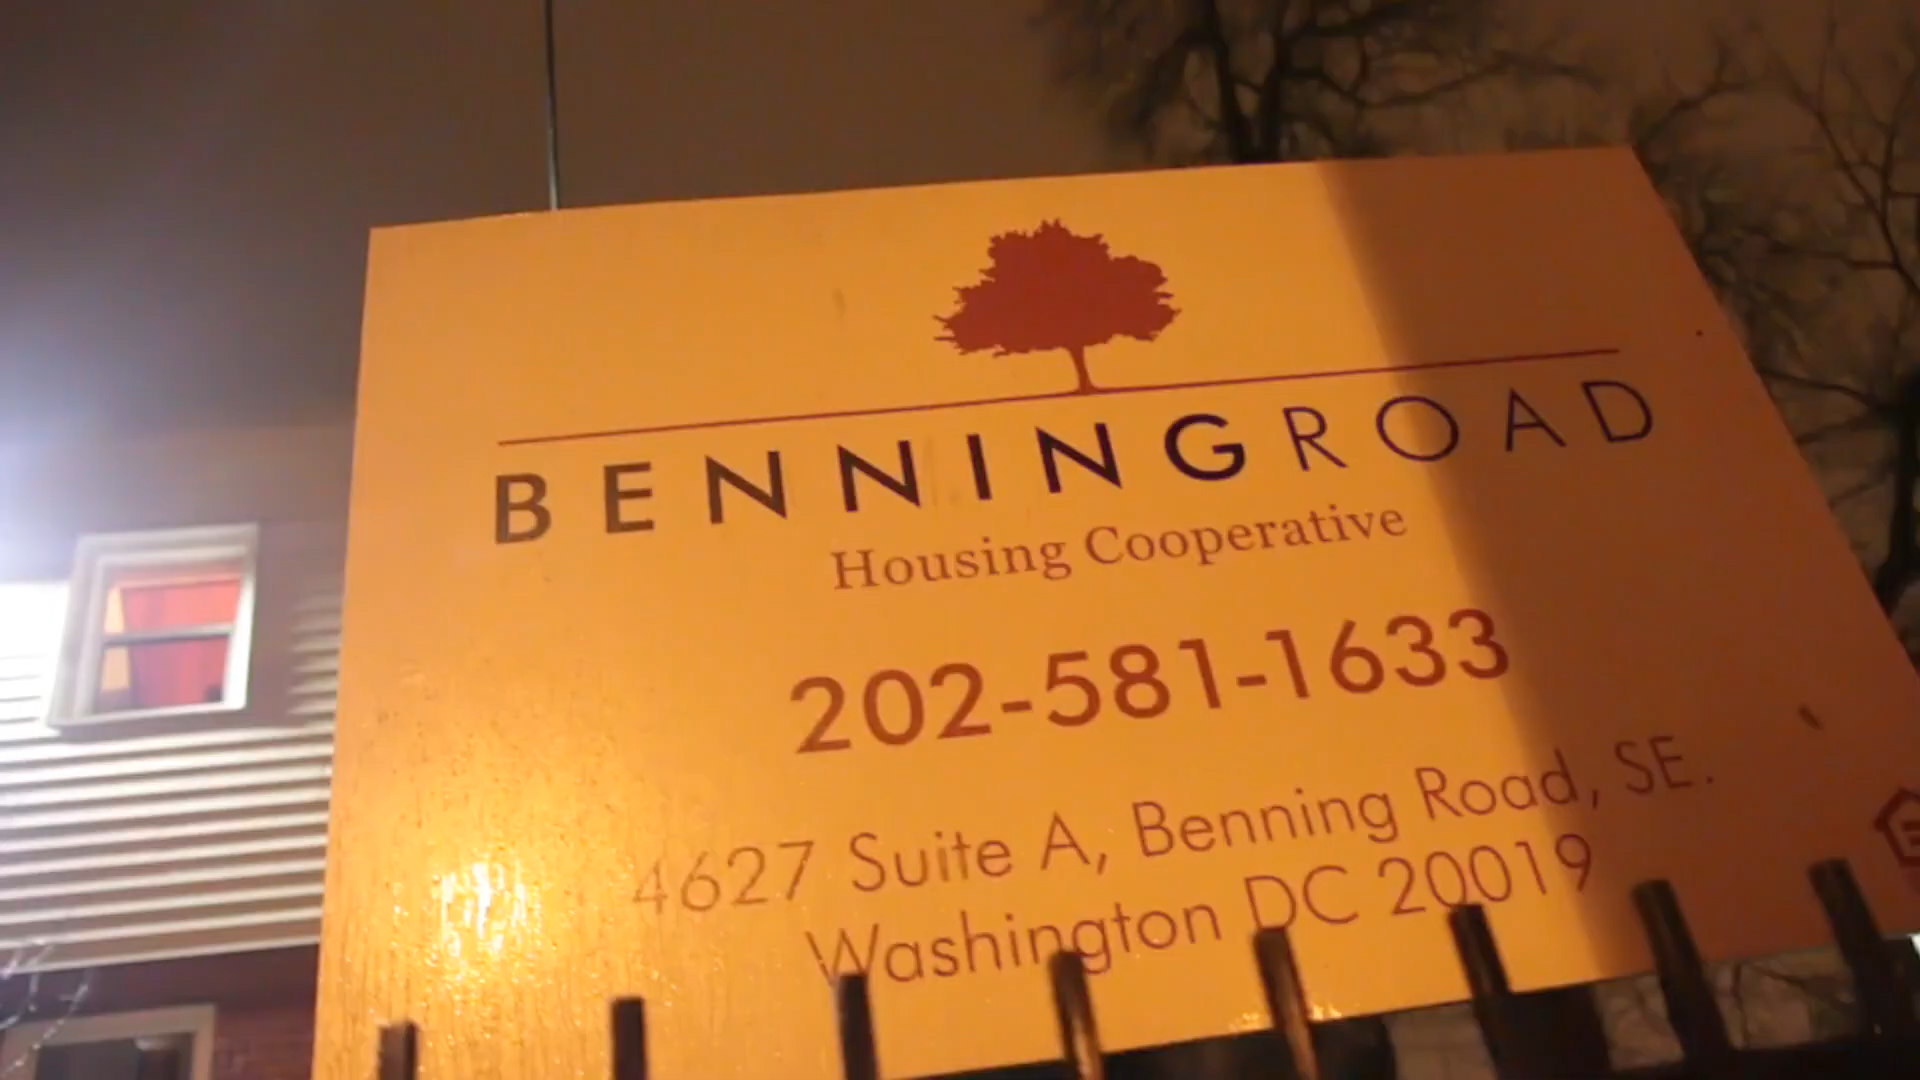 BENNINGROAD
Housing Cooperative
202-581-1633
4627 Suite A, Benning Road, SE.
Washington DC 20019